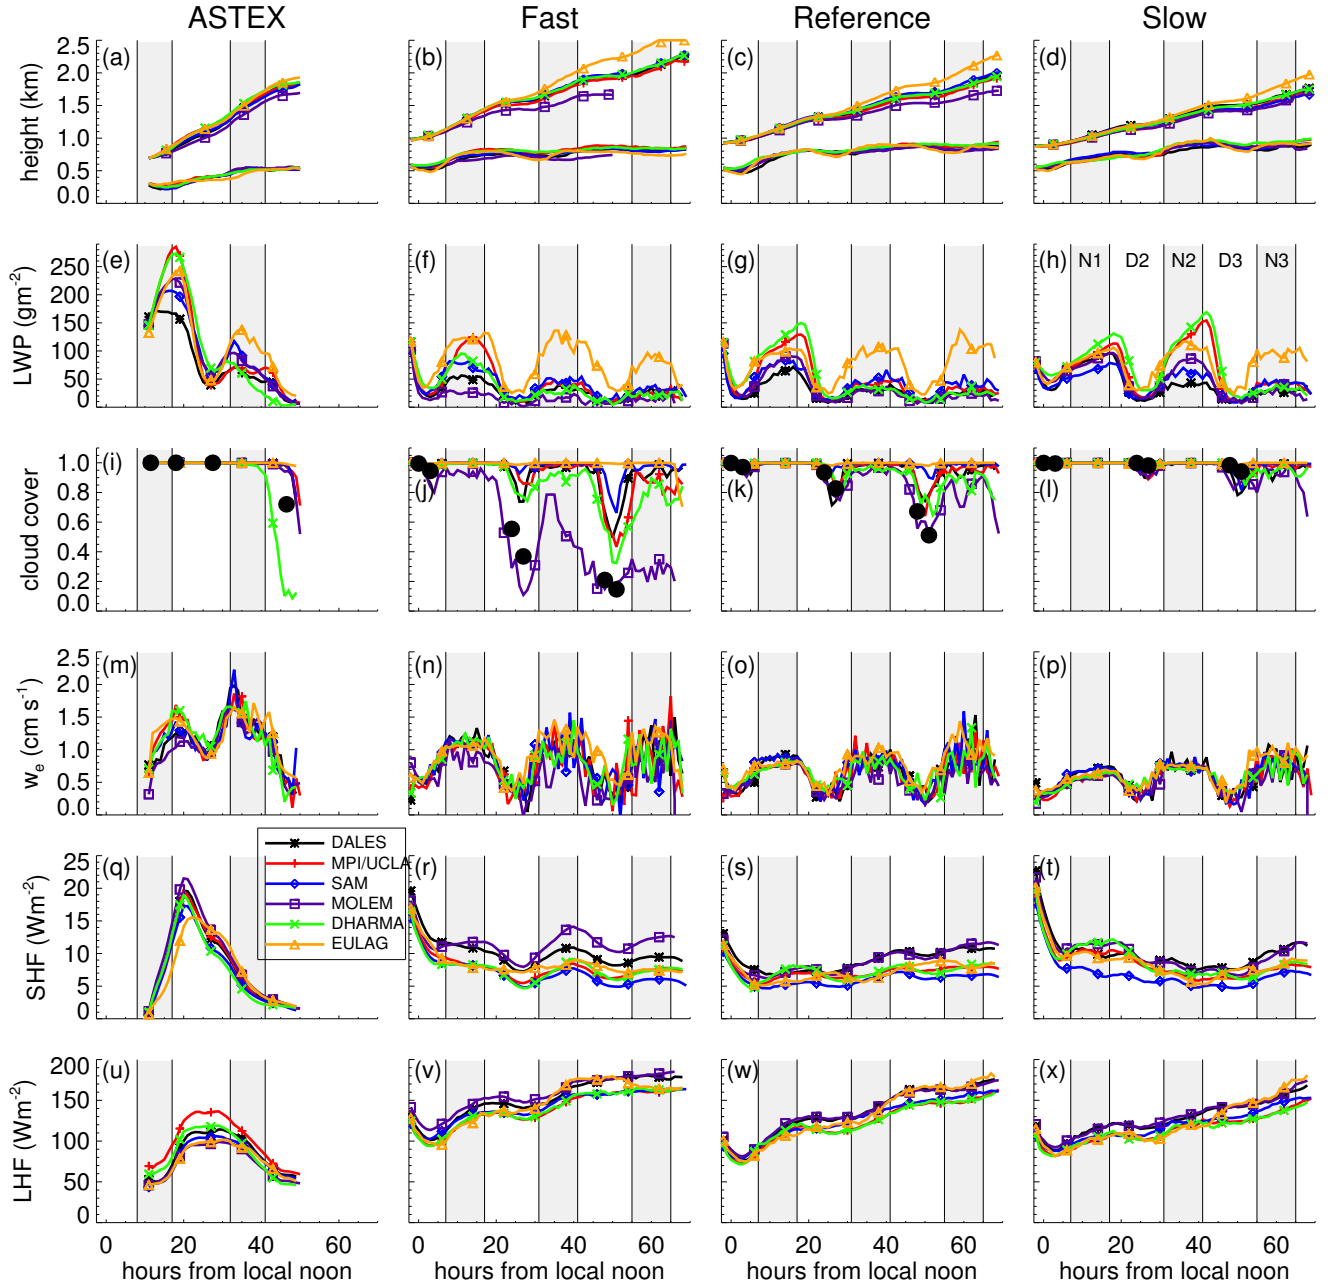 ASTEX Fast Reference Slow
height (km)
2.5
2.0
1.5
1.0
0.5
0.0
(a) (b) (c) (d)
LWP (gm-2)
250
200
150
100
50
0
(e) (f) (g) (h) N1 D2 N2 D3 N3
cloud cover
1.0
0.8
0.6
0.4
0.2
0.0
(i) (j) (k) (l)
we (cm s-1)
2.5
2.0
1.5
1.0
0.5
0.0
(m) (n) (o) (p)
DALES
MPI/UCLA
SAM
MOLEM
DHARMA
EULAG
SHF (Wm-2)
25
20
15
10
5
0
(q) (r) (s) (t)
LHF (Wm-2)
200
150
100
50
0
(u) (v) (w) (x)
0 20 40 60 0 20 40 60 0 20 40 60 0 20 40 60
hours from local noon hours from local noon hours from local noon hours from local noon